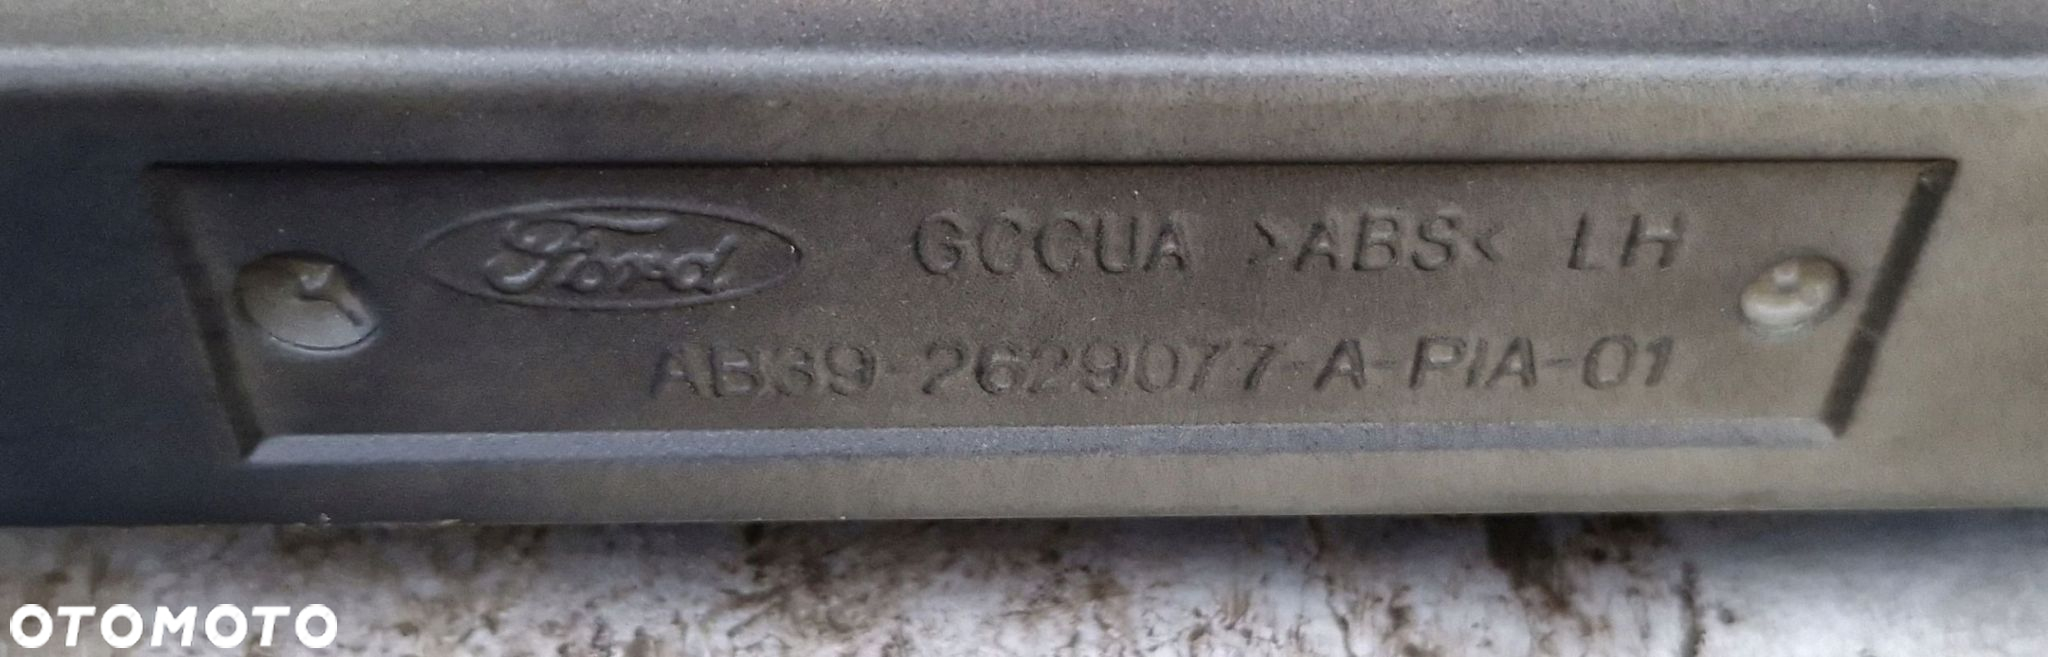 Ford GCCUA >ABS< LH
AB39-2629077-A-PIA-01
OTOMOTO